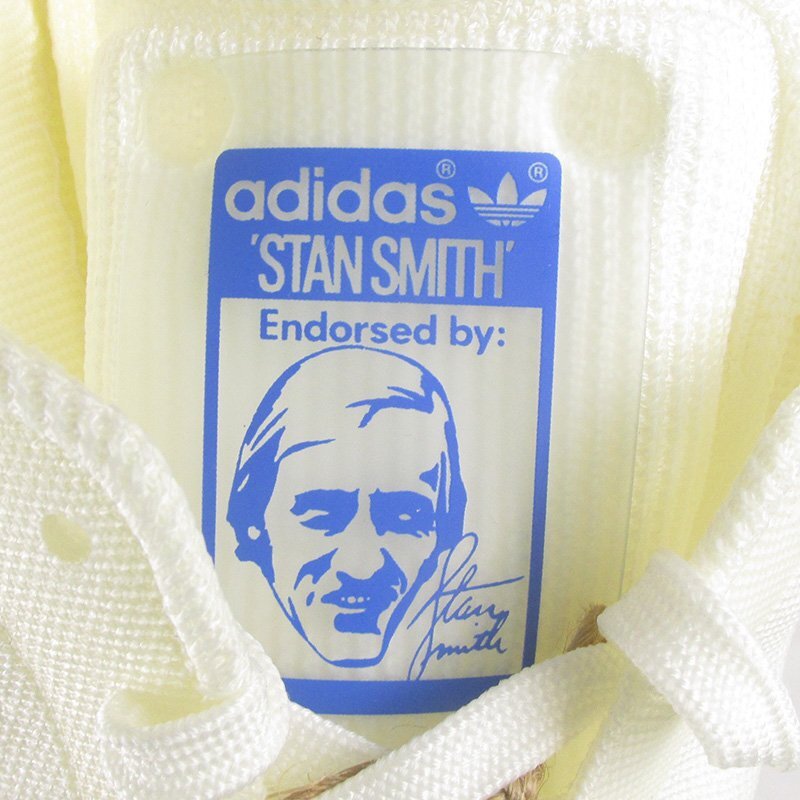 adidas® ®
'STAN SMITH'
Endorsed by:
Stan
Smith